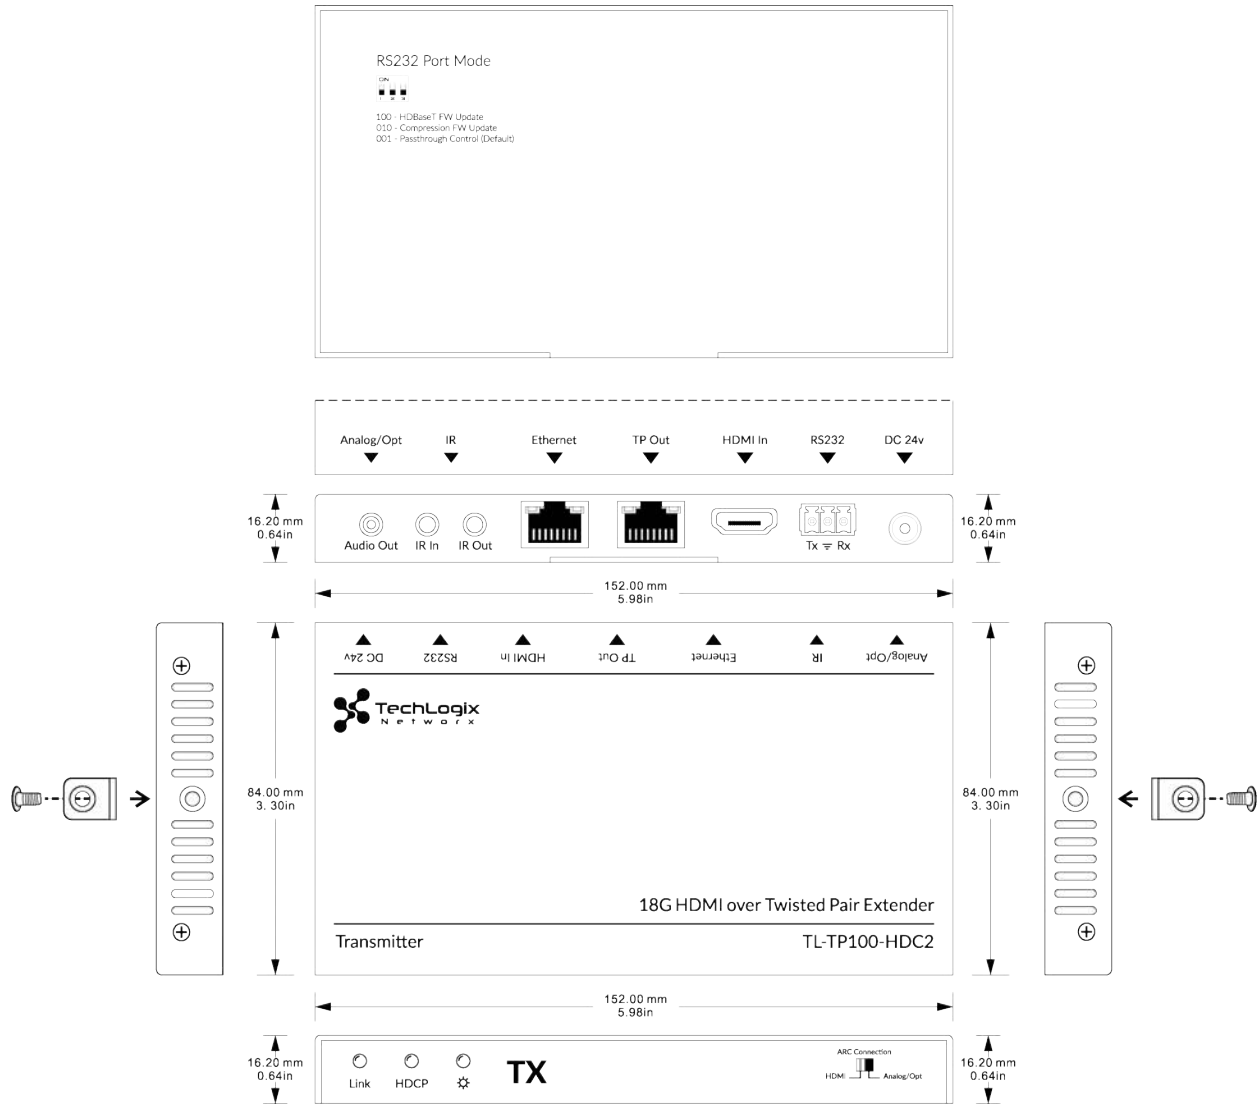 RS232 Port Mode
ON
1 2 3
100 - HDBaseT FW Update
010 - Compression FW Update
001 - Passthrough Control (Default)
Analog/Opt IR Ethernet TP Out HDMI In RS232 DC 24v
16.20 mm
0.64in
Audio Out IR In IR Out Tx Rx
16.20 mm
0.64in
152.00 mm
5.98in
DC 24v RS232 HDMI In TP Out Ethernet IR Analog/Opt
TechLogix
Networx
84.00 mm
3. 30in
84.00 mm
3. 30in
18G HDMI over Twisted Pair Extender
Transmitter TL-TP100-HDC2
152.00 mm
5.98in
16.20 mm
0.64in
Link HDCP TX
ARC Connection
HDMI Analog/Opt
16.20 mm
0.64in